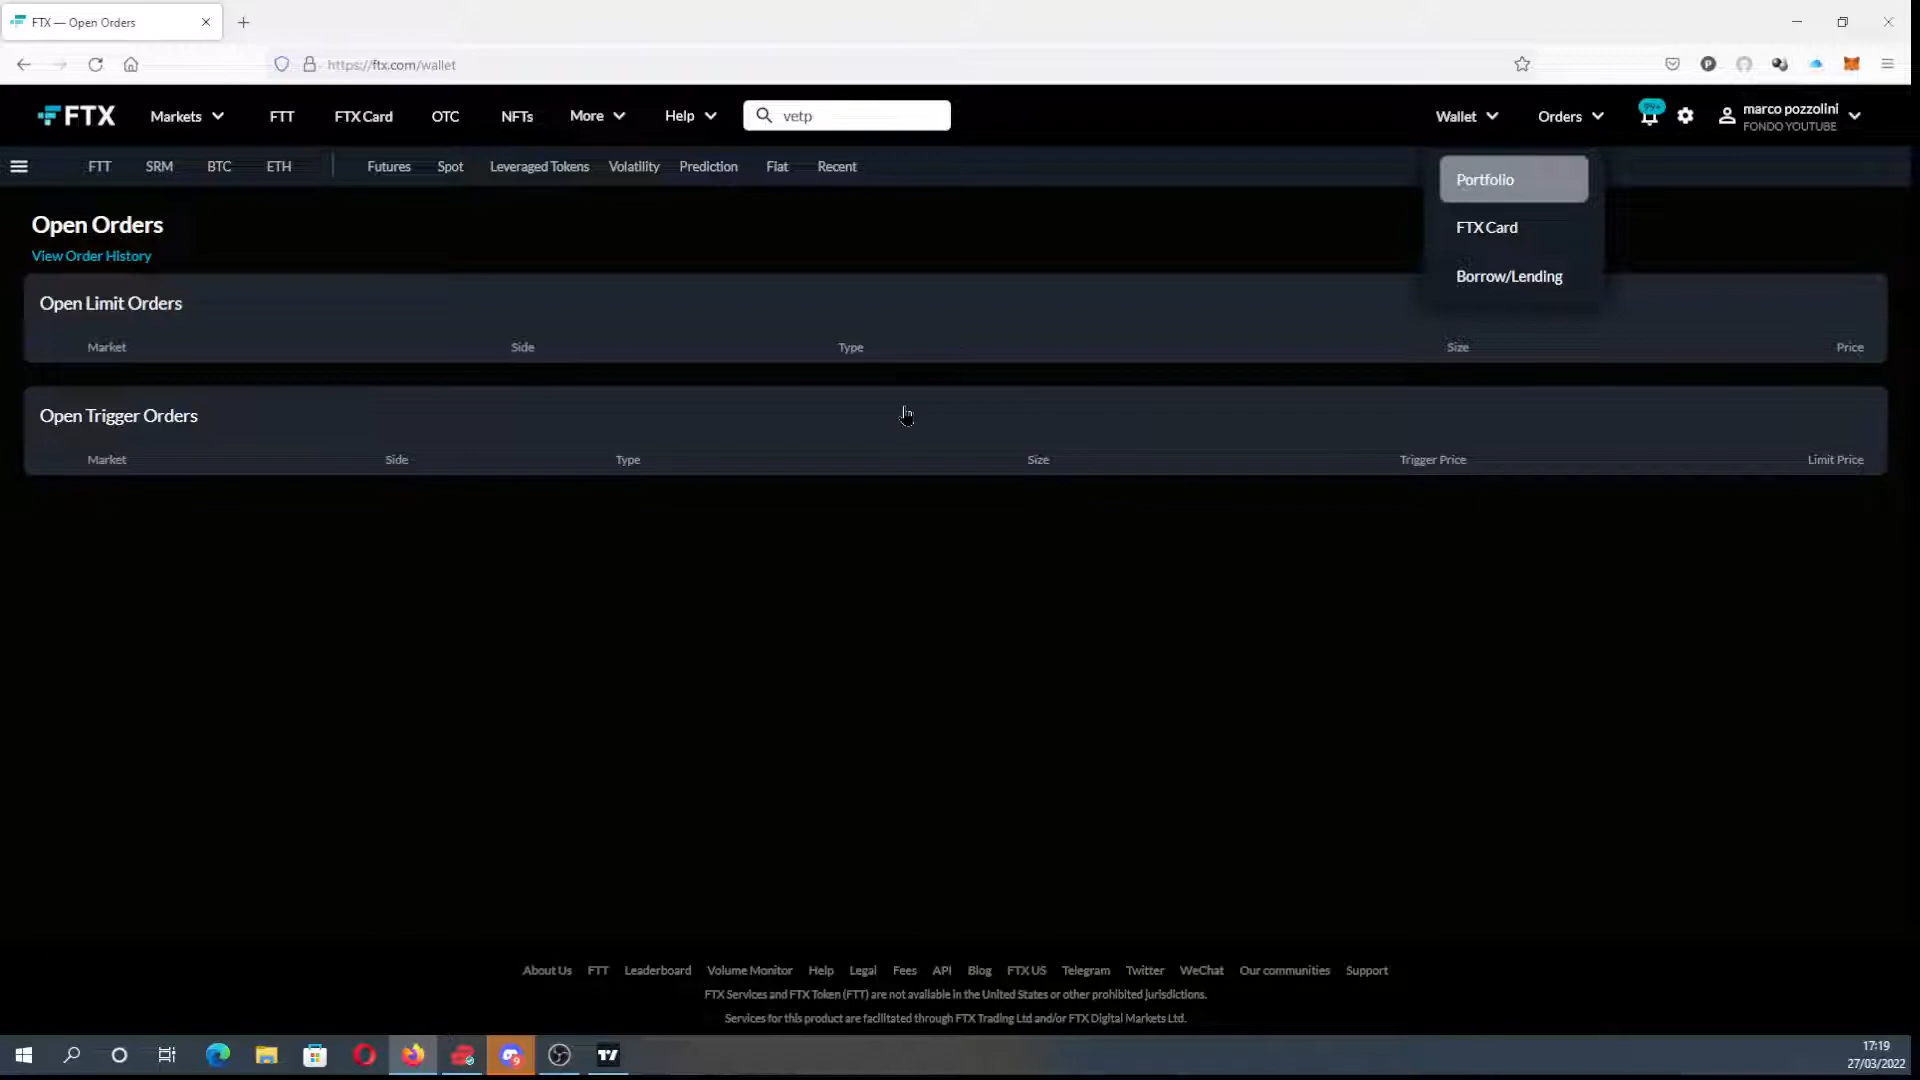 FTX — Open Orders
https://ftx.com/wallet
FTX Markets FTT FTX Card OTC NFTs More Help vetp Wallet Orders 99+ marco pozzolini
FONDO YOUTUBE
FTT SRM BTC ETH Futures Spot Leveraged Tokens Volatility Prediction Fiat Recent
Portfolio
FTX Card
Borrow/Lending
Open Orders
View Order History
Open Limit Orders
Market Side Type Size Price
Open Trigger Orders
Market Side Type Size Trigger Price Limit Price
About Us FTT Leaderboard Volume Monitor Help Legal Fees API Blog FTX US Telegram Twitter WeChat Our communities Support
FTX Services and FTX Token (FTT) are not available in the United States or other prohibited jurisdictions.
Services for this product are facilitated through FTX Trading Ltd and/or FTX Digital Markets Ltd.
17:19
27/03/2022